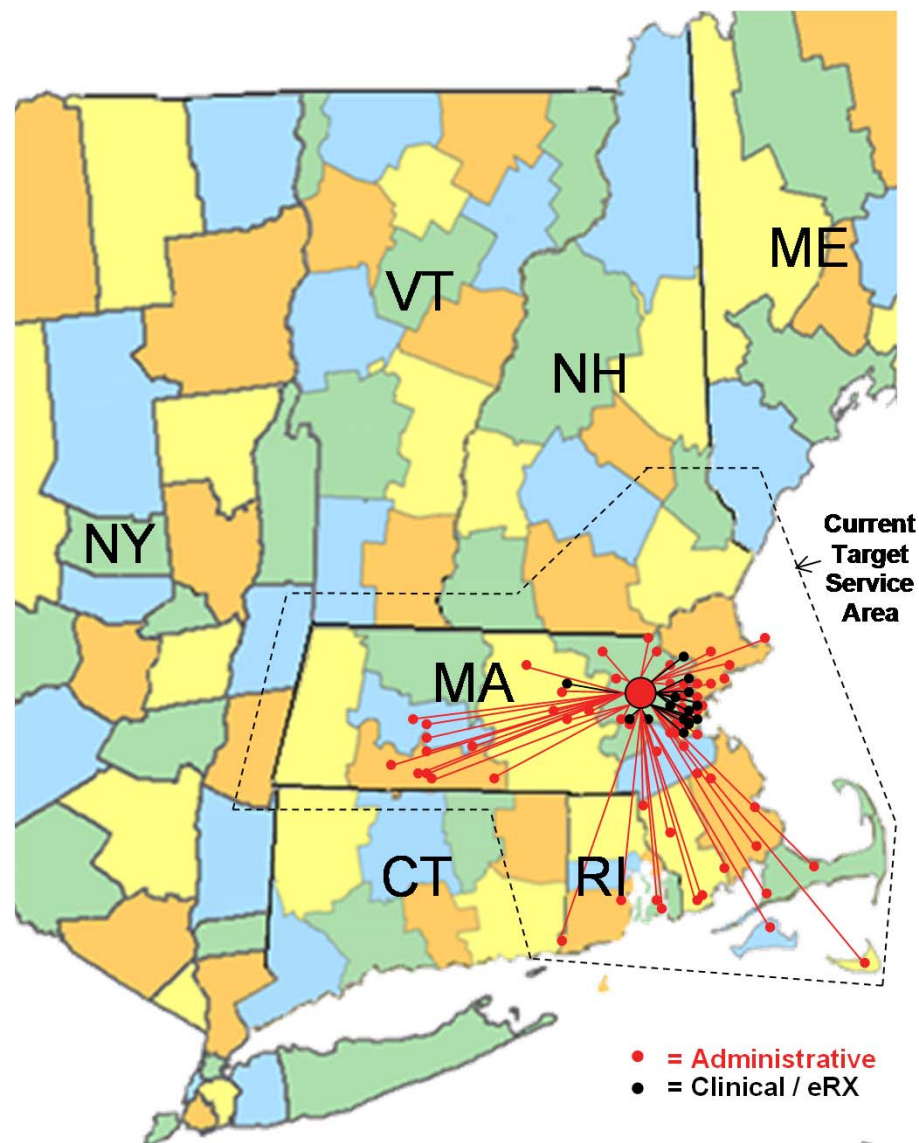 ME
VT
NH
NY
Current
Target
Service
Area
MA
CT
RI
= Administrative
= Clinical / eRX